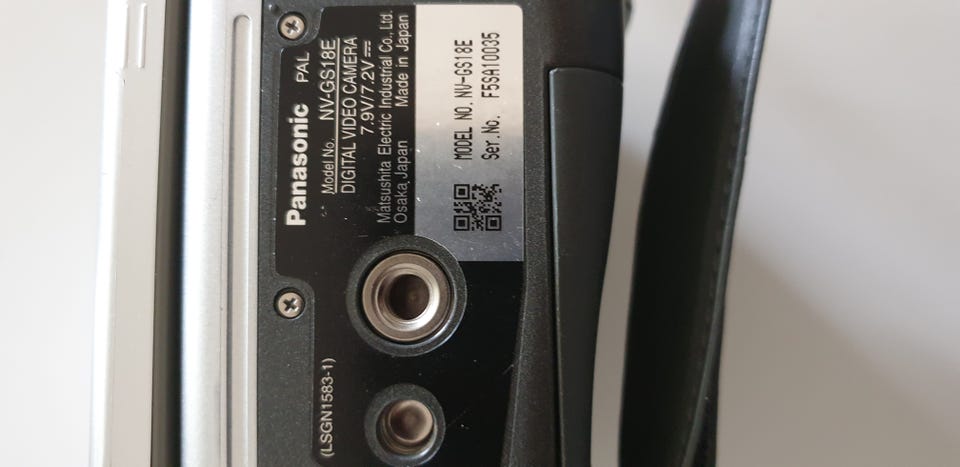 Panasonic PAL
Model No. NV-GS18E
DIGITAL VIDEO CAMERA
7.9V/7.2V⎓
Matsushita Electric Industrial Co., Ltd.
Osaka, Japan Made in Japan
MODEL NO. NV-GS18E
Ser.No. F5SA10035
(LSGN1583-1)